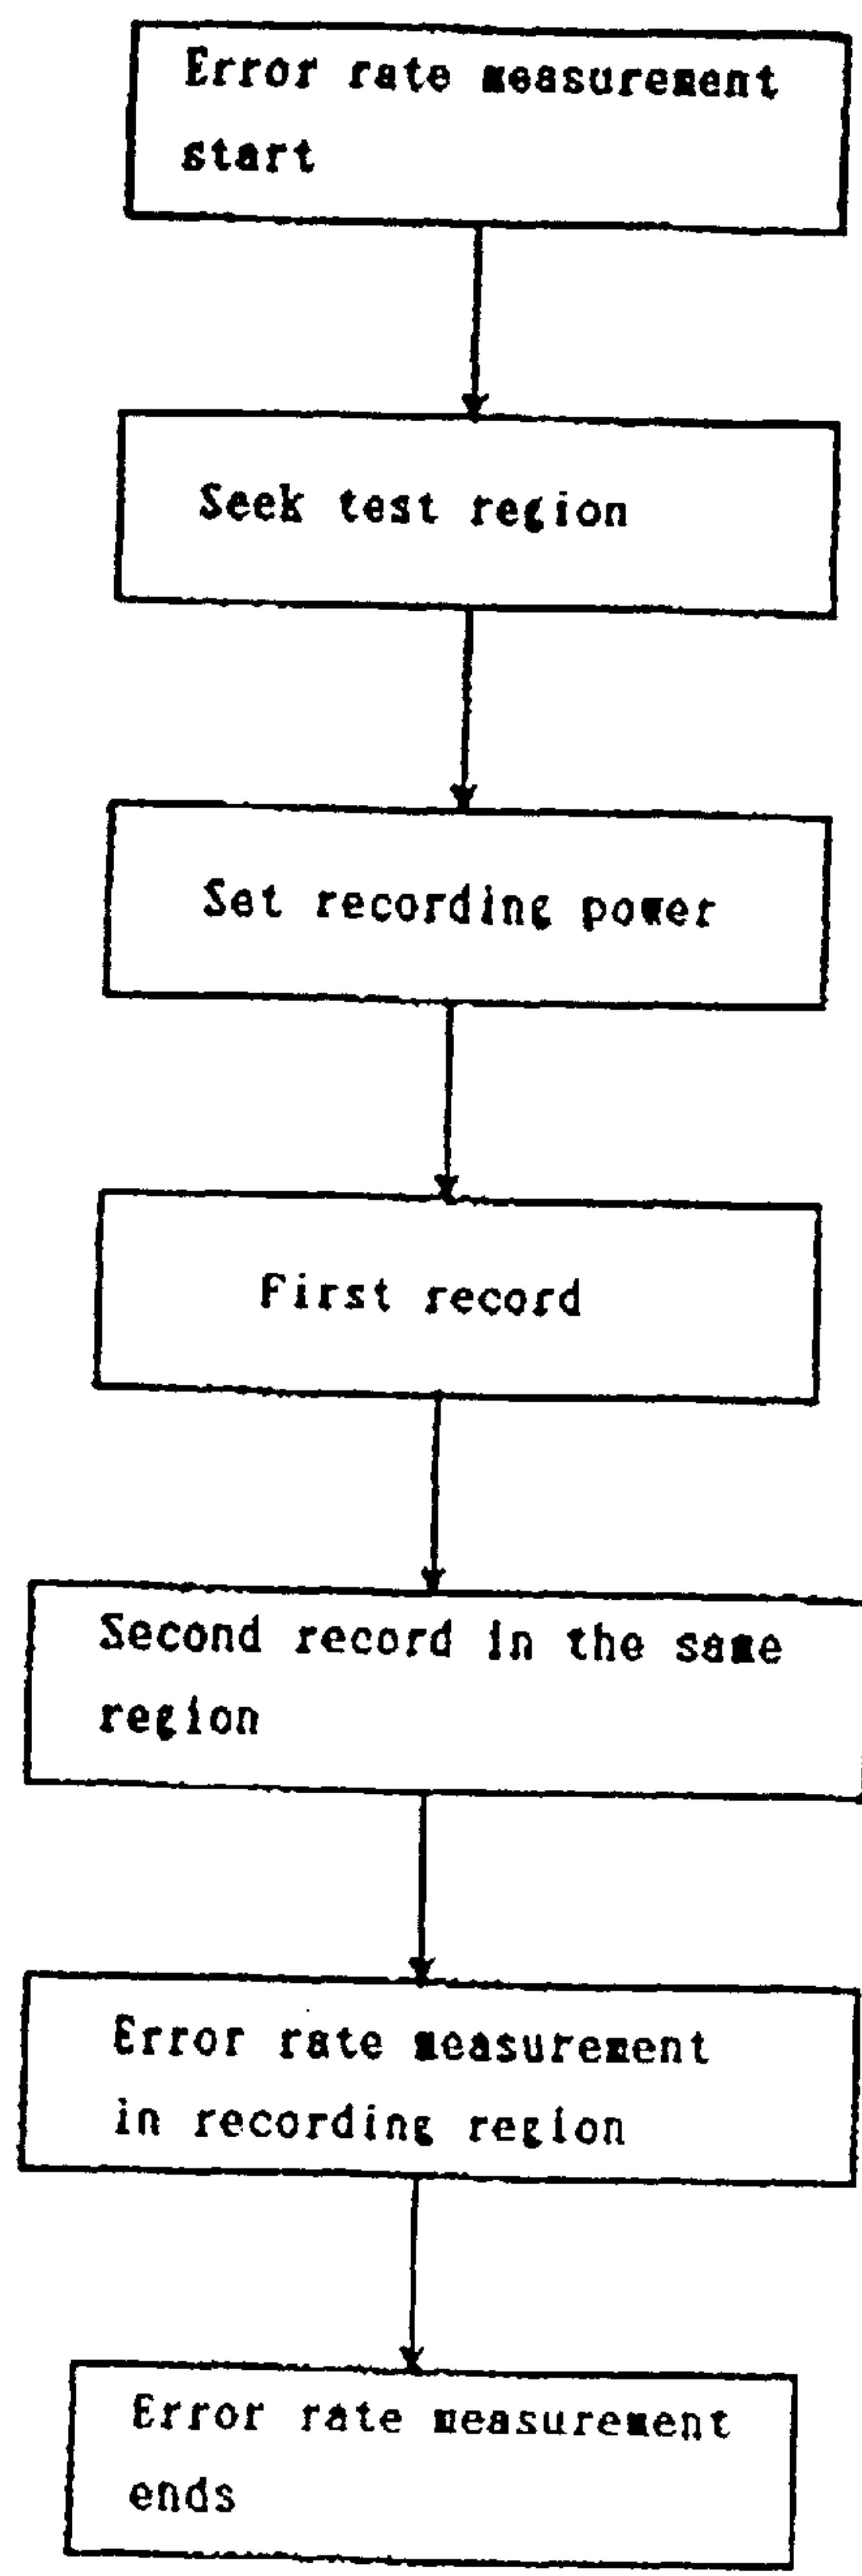 Error rate measurement
start
Seek test region
Set recording power
First record
Second record in the same
region
Error rate measurement
in recording region
Error rate measurement
ends